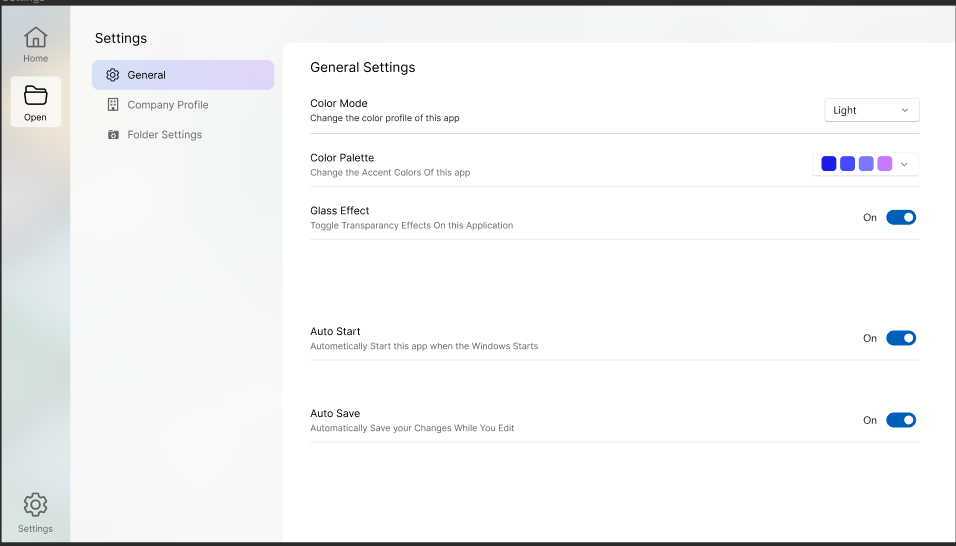 Settings
Home
Open
Settings
Settings
General
Company Profile
Folder Settings
General Settings
Color Mode
Change the color profile of this app
Light
Color Palette
Change the Accent Colors Of this app
Glass Effect
Toggle Transparancy Effects On this Application
On
Auto Start
Autometically Start this app when the Windows Starts
On
Auto Save
Automatically Save your Changes While You Edit
On